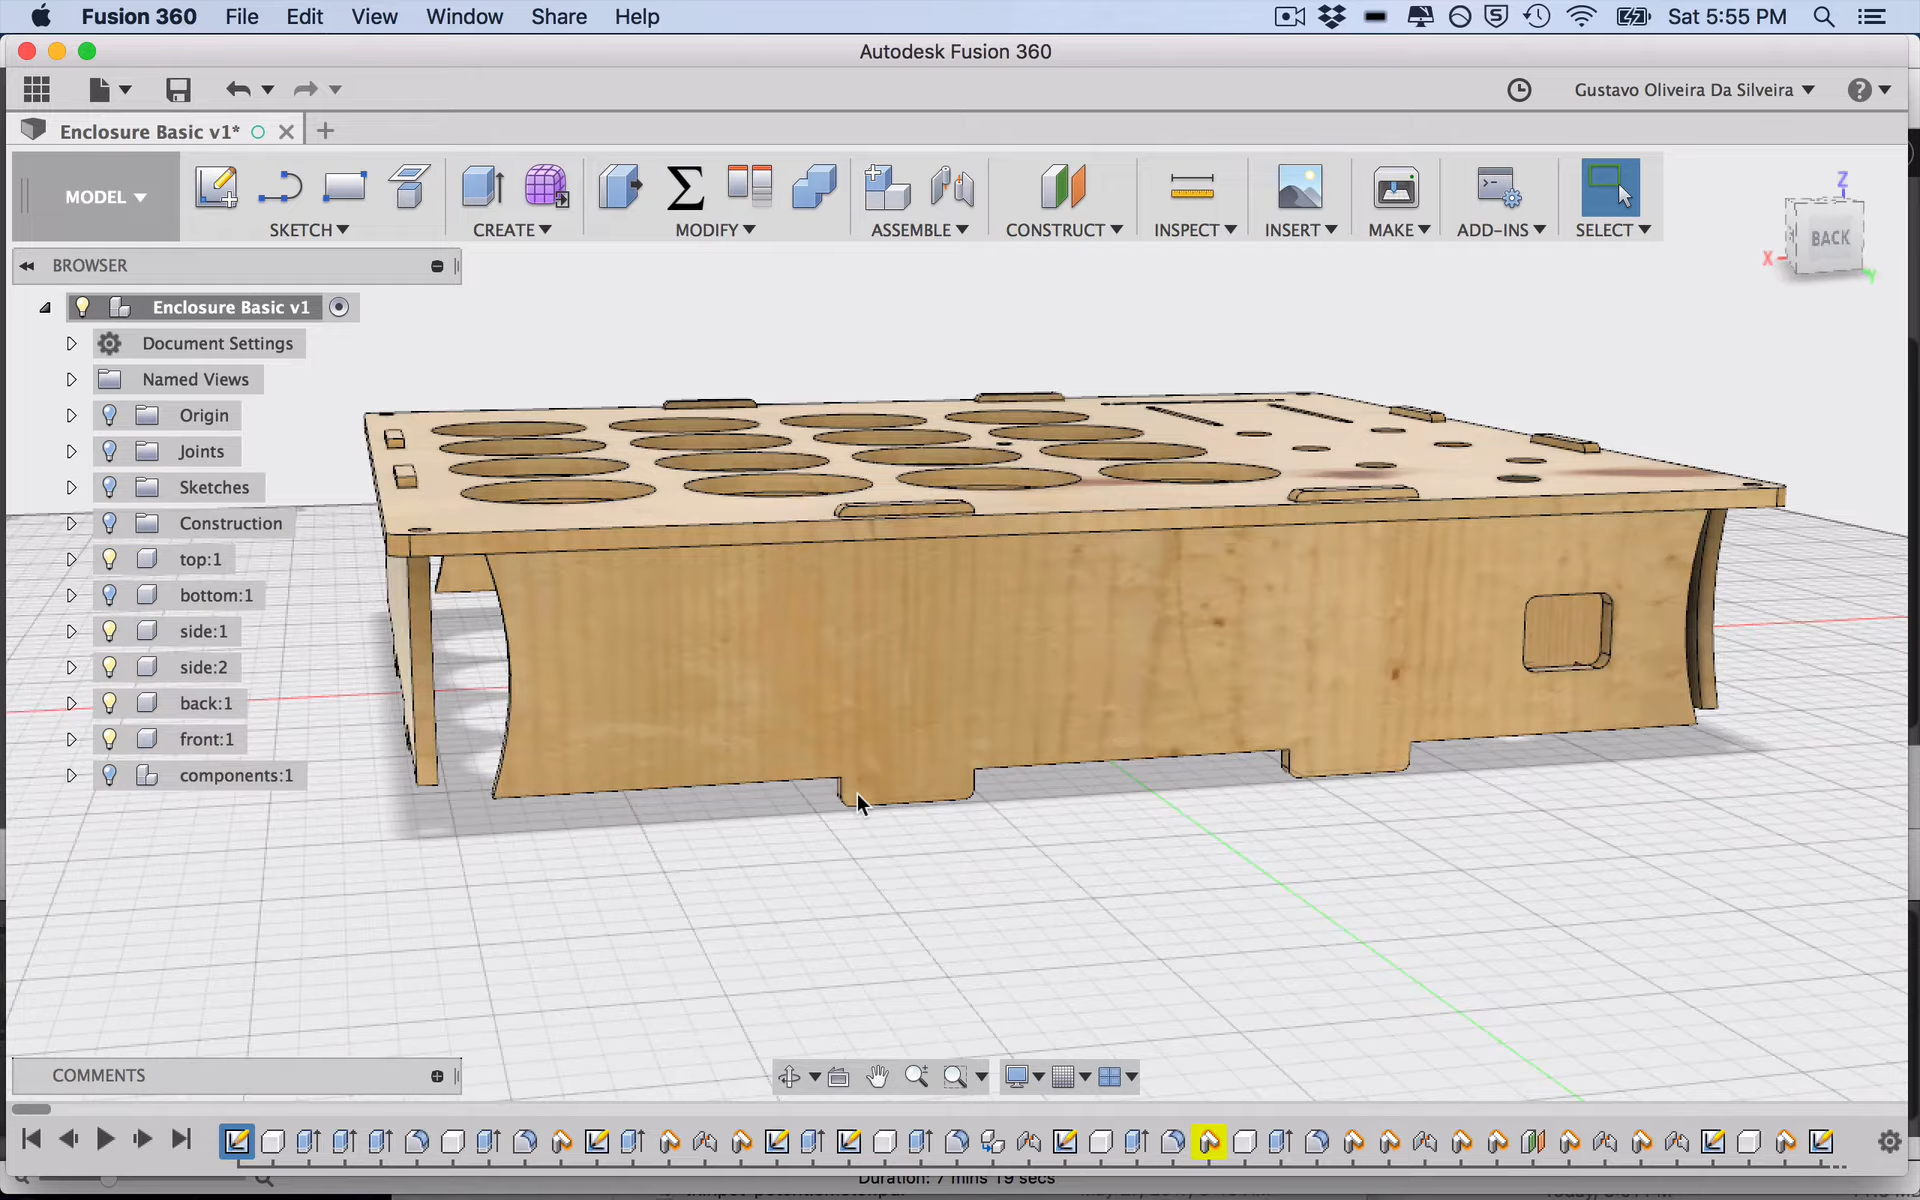 Fusion 360 File Edit View Window Share Help Sat 5:55 PM
Autodesk Fusion 360
Gustavo Oliveira Da Silveira
Enclosure Basic v1*
MODEL
SKETCH CREATE MODIFY ASSEMBLE CONSTRUCT INSPECT INSERT MAKE ADD-INS SELECT
Z
BACK
X
Y
BROWSER
Enclosure Basic v1
Document Settings
Named Views
Origin
Joints
Sketches
Construction
top:1
bottom:1
side:1
side:2
back:1
front:1
components:1
COMMENTS
Duration: 7 mins 19 secs